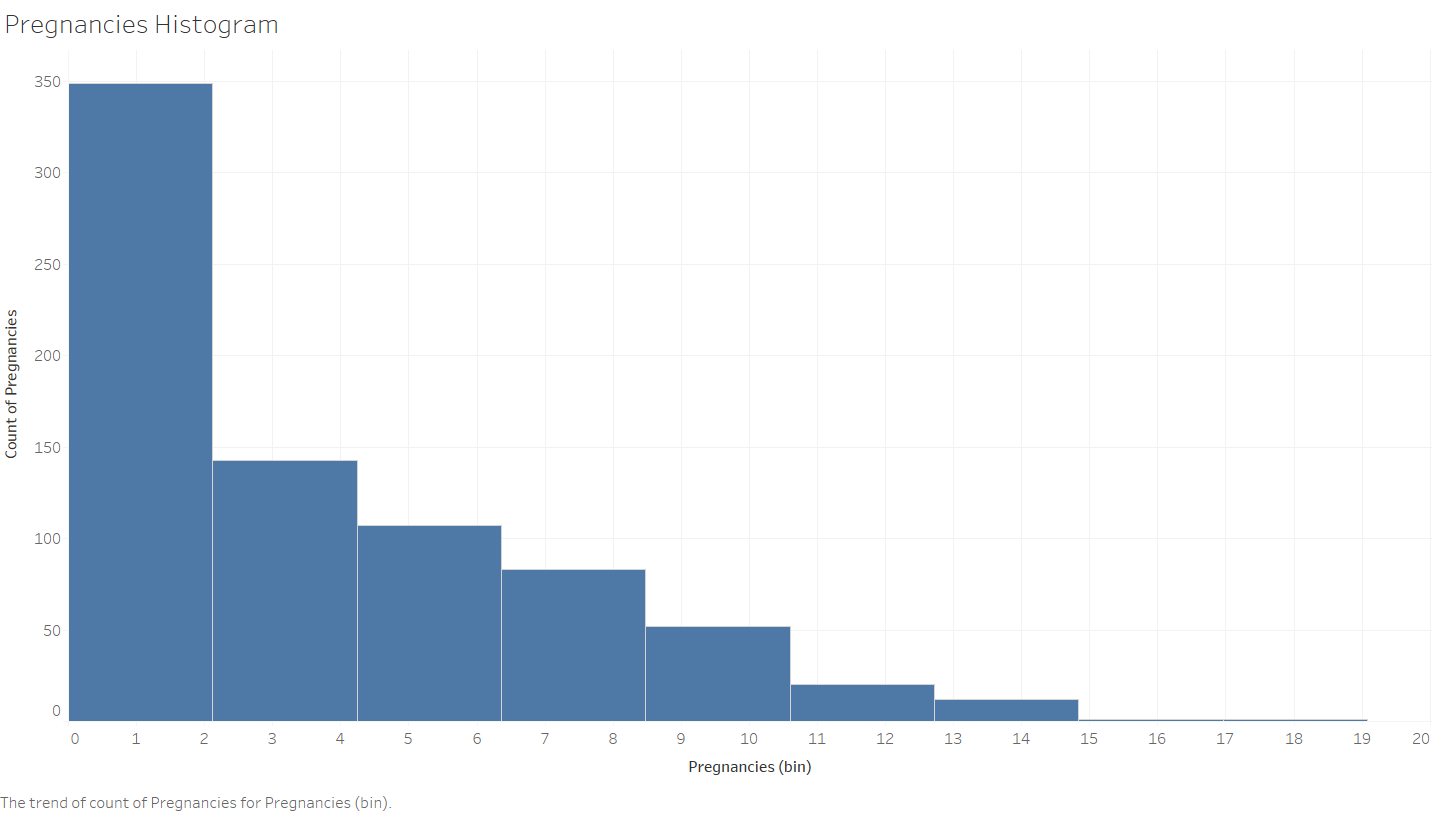 Pregnancies Histogram
350
300
250
200
150
100
50
0
Count of Pregnancies
0 1 2 3 4 5 6 7 8 9 10 11 12 13 14 15 16 17 18 19 20
Pregnancies (bin)
The trend of count of Pregnancies for Pregnancies (bin).